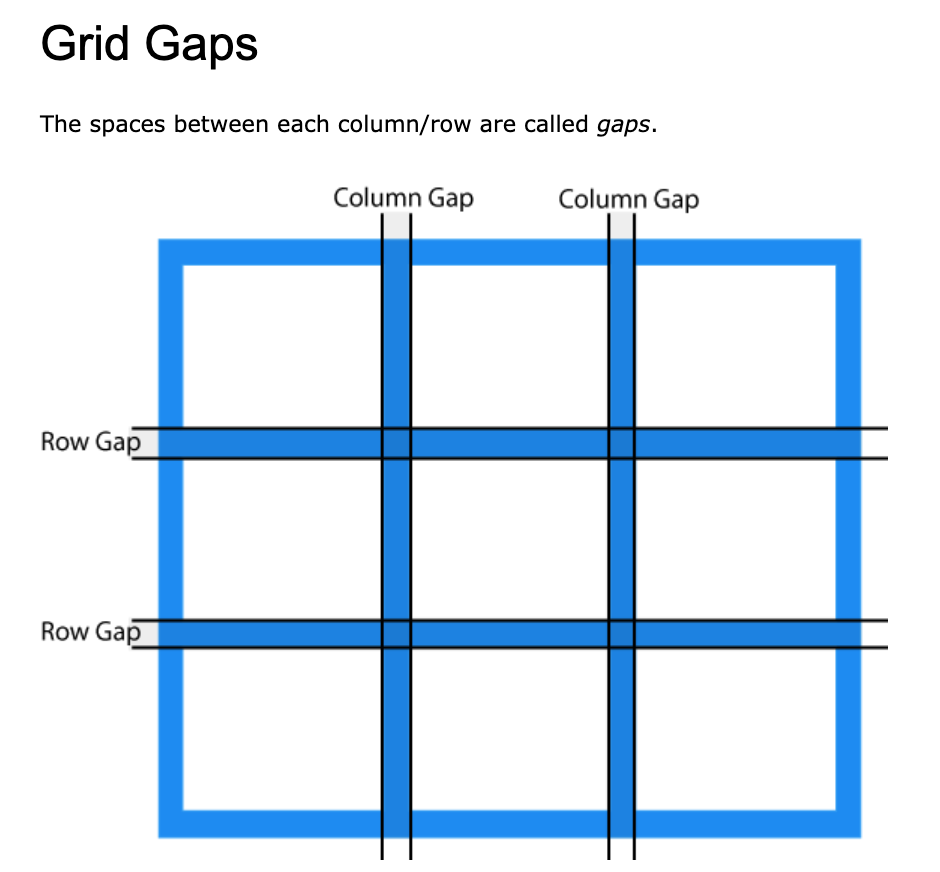 Grid Gaps
The spaces between each column/row are called gaps.
Column Gap
Column Gap
Row Gap
Row Gap